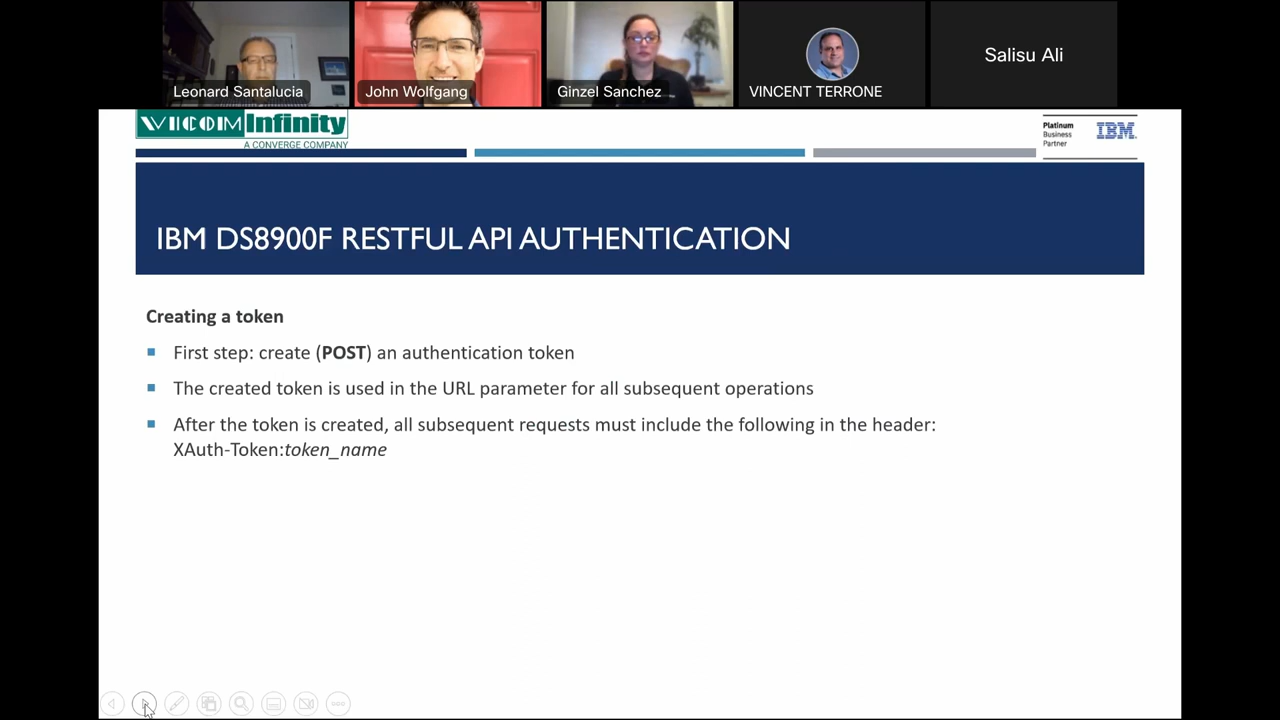 Leonard Santalucia
John Wolfgang
Ginzel Sanchez
VINCENT TERRONE
Salisu Ali
VICOM Infinity
A CONVERGE COMPANY
Platinum
Business
Partner
IBM
IBM DS8900F RESTFUL API AUTHENTICATION
Creating a token
First step: create (POST) an authentication token
The created token is used in the URL parameter for all subsequent operations
After the token is created, all subsequent requests must include the following in the header:
XAuth-Token:token_name